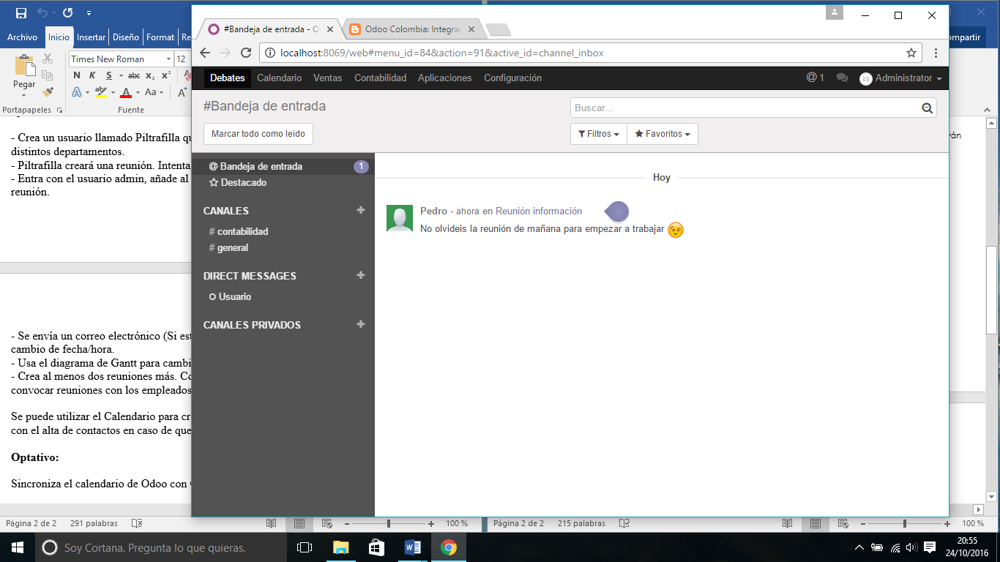 Archivo Inicio Insertar Diseño Format Re
Times New Roman 12
Pegar
N K S abc x₂ x²
A aby A Aa A
Portapapeles Fuente
- Crea un usuario llamado Piltrafilla qu
distintos departamentos.
- Piltrafilla creará una reunión. Intenta
- Entra con el usuario admin, añade al
reunión.
- Se envía un correo electrónico (Si est
cambio de fecha/hora.
- Usa el diagrama de Gantt para cambi
- Crea al menos dos reuniones más. Co
convocar reuniones con los empleados
Se puede utilizar el Calendario para cr
con el alta de contactos en caso de que
Optativo:
Sincroniza el calendario de Odoo con
Página 2 de 2 291 palabras 100 %
#Bandeja de entrada - O
Odoo Colombia: Integrac
localhost:8069/web#menu_id=84&action=91&active_id=channel_inbox
Debates Calendario Ventas Contabilidad Aplicaciones Configuración @ 1 Administrator
#Bandeja de entrada
Buscar...
Marcar todo como leido
Filtros Favoritos
@ Bandeja de entrada 1
Destacado
CANALES +
# contabilidad
# general
DIRECT MESSAGES +
Usuario
CANALES PRIVADOS +
Hoy
Pedro - ahora en Reunión información
No olvideis la reunión de mañana para empezar a trabajar
ompartir
rán
Página 2 de 2 215 palabras 100 %
Soy Cortana. Pregunta lo que quieras.
20:55
24/10/2016